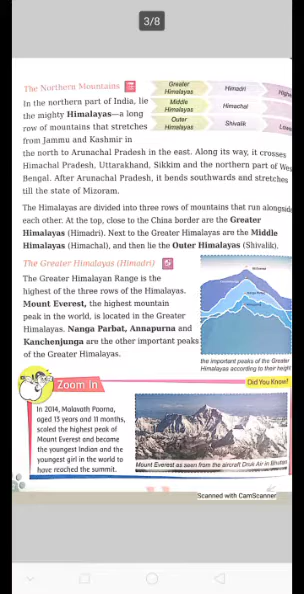 3/8
The Northern Mountains
In the northern part of India, lie
the mighty Himalayas—a long
row of mountains that stretches
from Jammu and Kashmir in
the north to Arunachal Pradesh in the east. Along its way, it crosses
Himachal Pradesh, Uttarakhand, Sikkim and the northern part of Wes
Bengal. After Arunachal Pradesh, it bends southwards and stretches
till the state of Mizoram.
Greater
Himalayas
Himadri
High
Middle
Himalayas
Himachal
Outer
Himalayas
Shivalik
The Himalayas are divided into three rows of mountains that run alongside
each other. At the top, close to the China border are the Greater
Himalayas (Himadri). Next to the Greater Himalayas are the Middle
Himalayas (Himachal), and then lie the Outer Himalayas (Shivalik).
The Greater Himalayas (Himadri)
The Greater Himalayan Range is the
highest of the three rows of the Himalayas.
Mount Everest, the highest mountain
peak in the world, is located in the Greater
Himalayas. Nanga Parbat, Annapurna and
Kanchenjunga are the other important peaks
of the Greater Himalayas.
the important peaks of the Greater
Himalayas according to their height
Zoom In
Did You Know?
In 2014, Malavath Poorna,
aged 13 years and 11 months,
scaled the highest peak of
Mount Everest and became
the youngest Indian and the
youngest girl in the world to
have reached the summit.
Mount Everest as seen from the aircraft Druk Air in Bhutan
Scanned with CamScanner